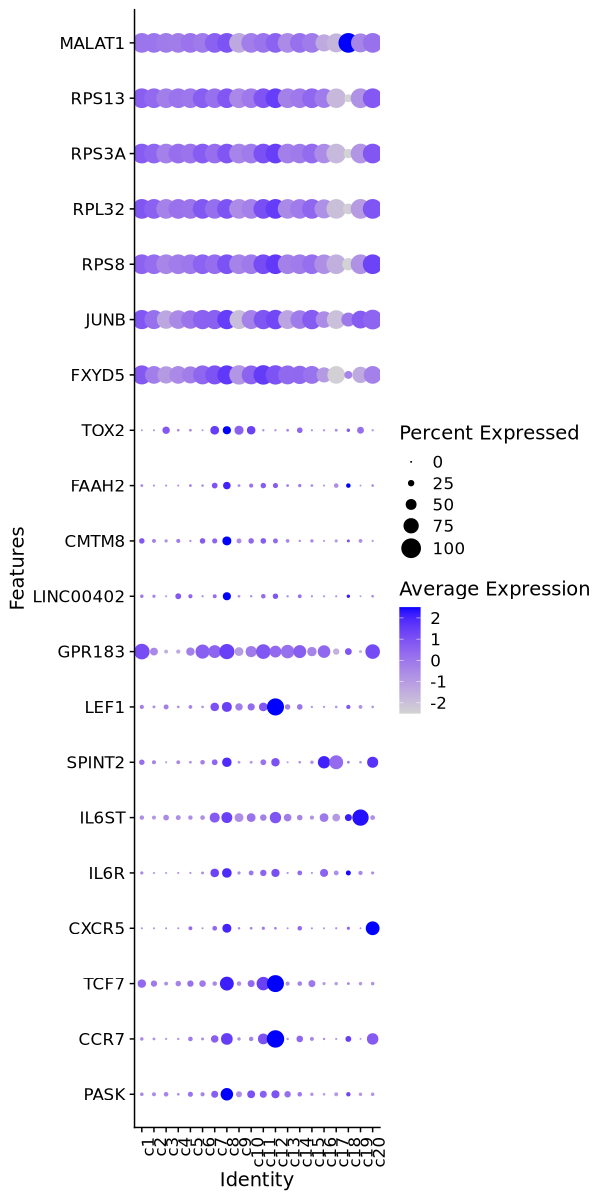 MALAT1
RPS13
RPS3A
RPL32
RPS8
JUNB
FXYD5
TOX2
FAAH2
CMTM8
LINC00402
GPR183
LEF1
SPINT2
IL6ST
IL6R
CXCR5
TCF7
CCR7
PASK
Features
c1
c2
c3
c4
c5
c6
c7
c8
c9
c10
c11
c12
c13
c14
c15
c16
c17
c18
c19
c20
Identity
Percent Expressed
0
25
50
75
100
Average Expression
2
1
0
-1
-2